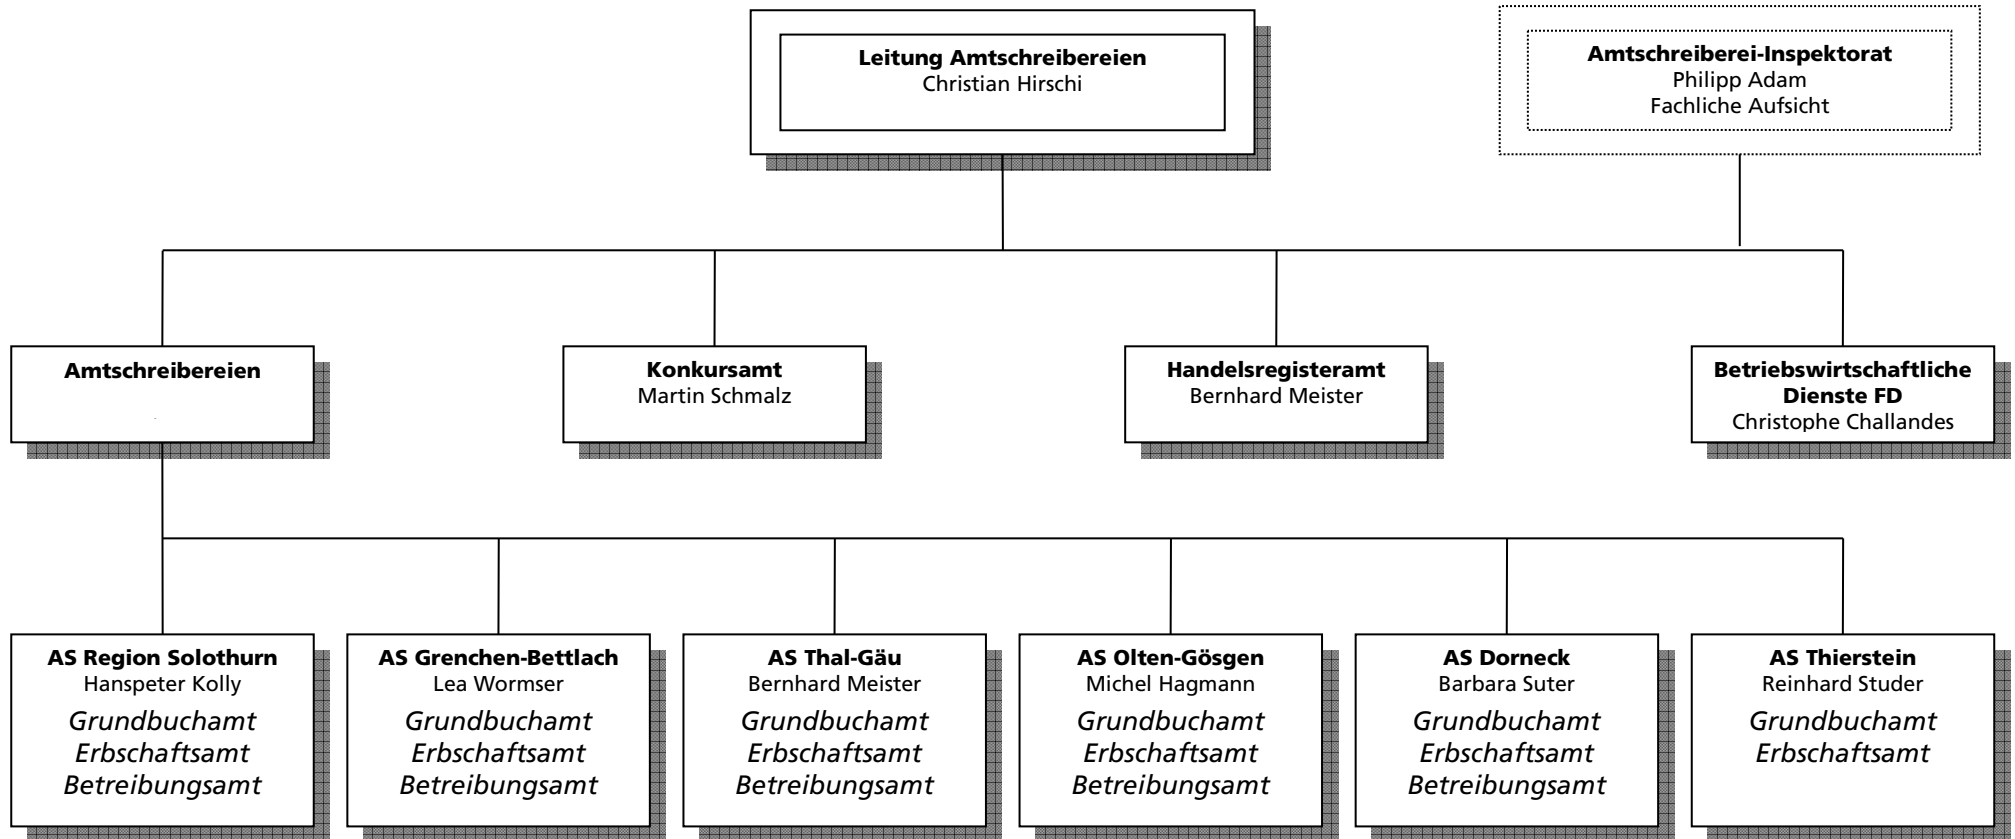 Leitung Amtschreibereien
Christian Hirschi
Amtschreiberei-Inspektorat
Philipp Adam
Fachliche Aufsicht
Amtschreibereien
Konkursamt
Martin Schmalz
Handelsregisteramt
Bernhard Meister
Betriebswirtschaftliche
Dienste FD
Christophe Challandes
AS Region Solothurn
Hanspeter Kolly
Grundbuchamt
Erbschaftsamt
Betreibungsamt
AS Grenchen-Bettlach
Lea Wormser
Grundbuchamt
Erbschaftsamt
Betreibungsamt
AS Thal-Gäu
Bernhard Meister
Grundbuchamt
Erbschaftsamt
Betreibungsamt
AS Olten-Gösgen
Michel Hagmann
Grundbuchamt
Erbschaftsamt
Betreibungsamt
AS Dorneck
Barbara Suter
Grundbuchamt
Erbschaftsamt
Betreibungsamt
AS Thierstein
Reinhard Studer
Grundbuchamt
Erbschaftsamt